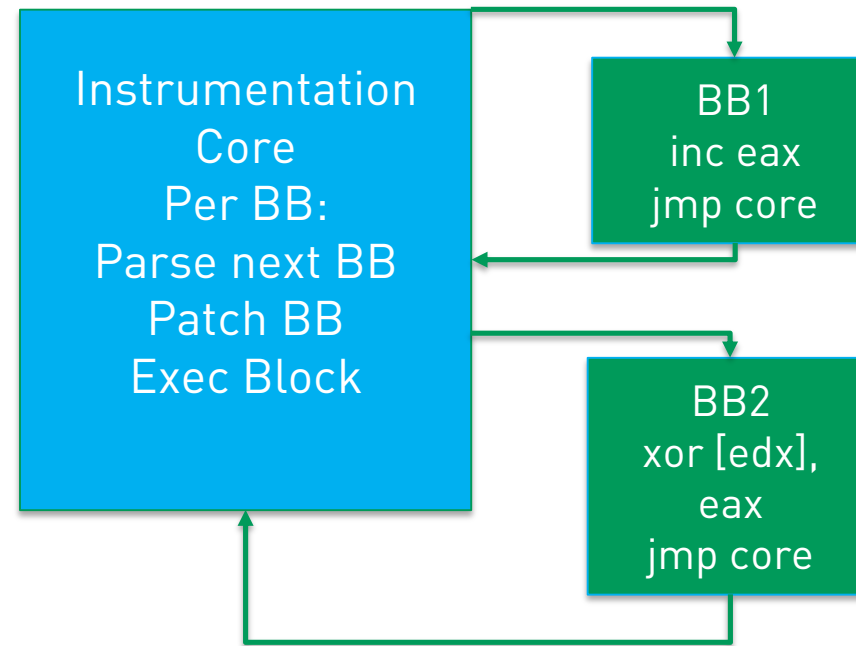 Instrumentation
Core
Per BB:
Parse next BB
Patch BB
Exec Block
BB1
inc eax
jmp core
BB2
xor [edx],
eax
jmp core